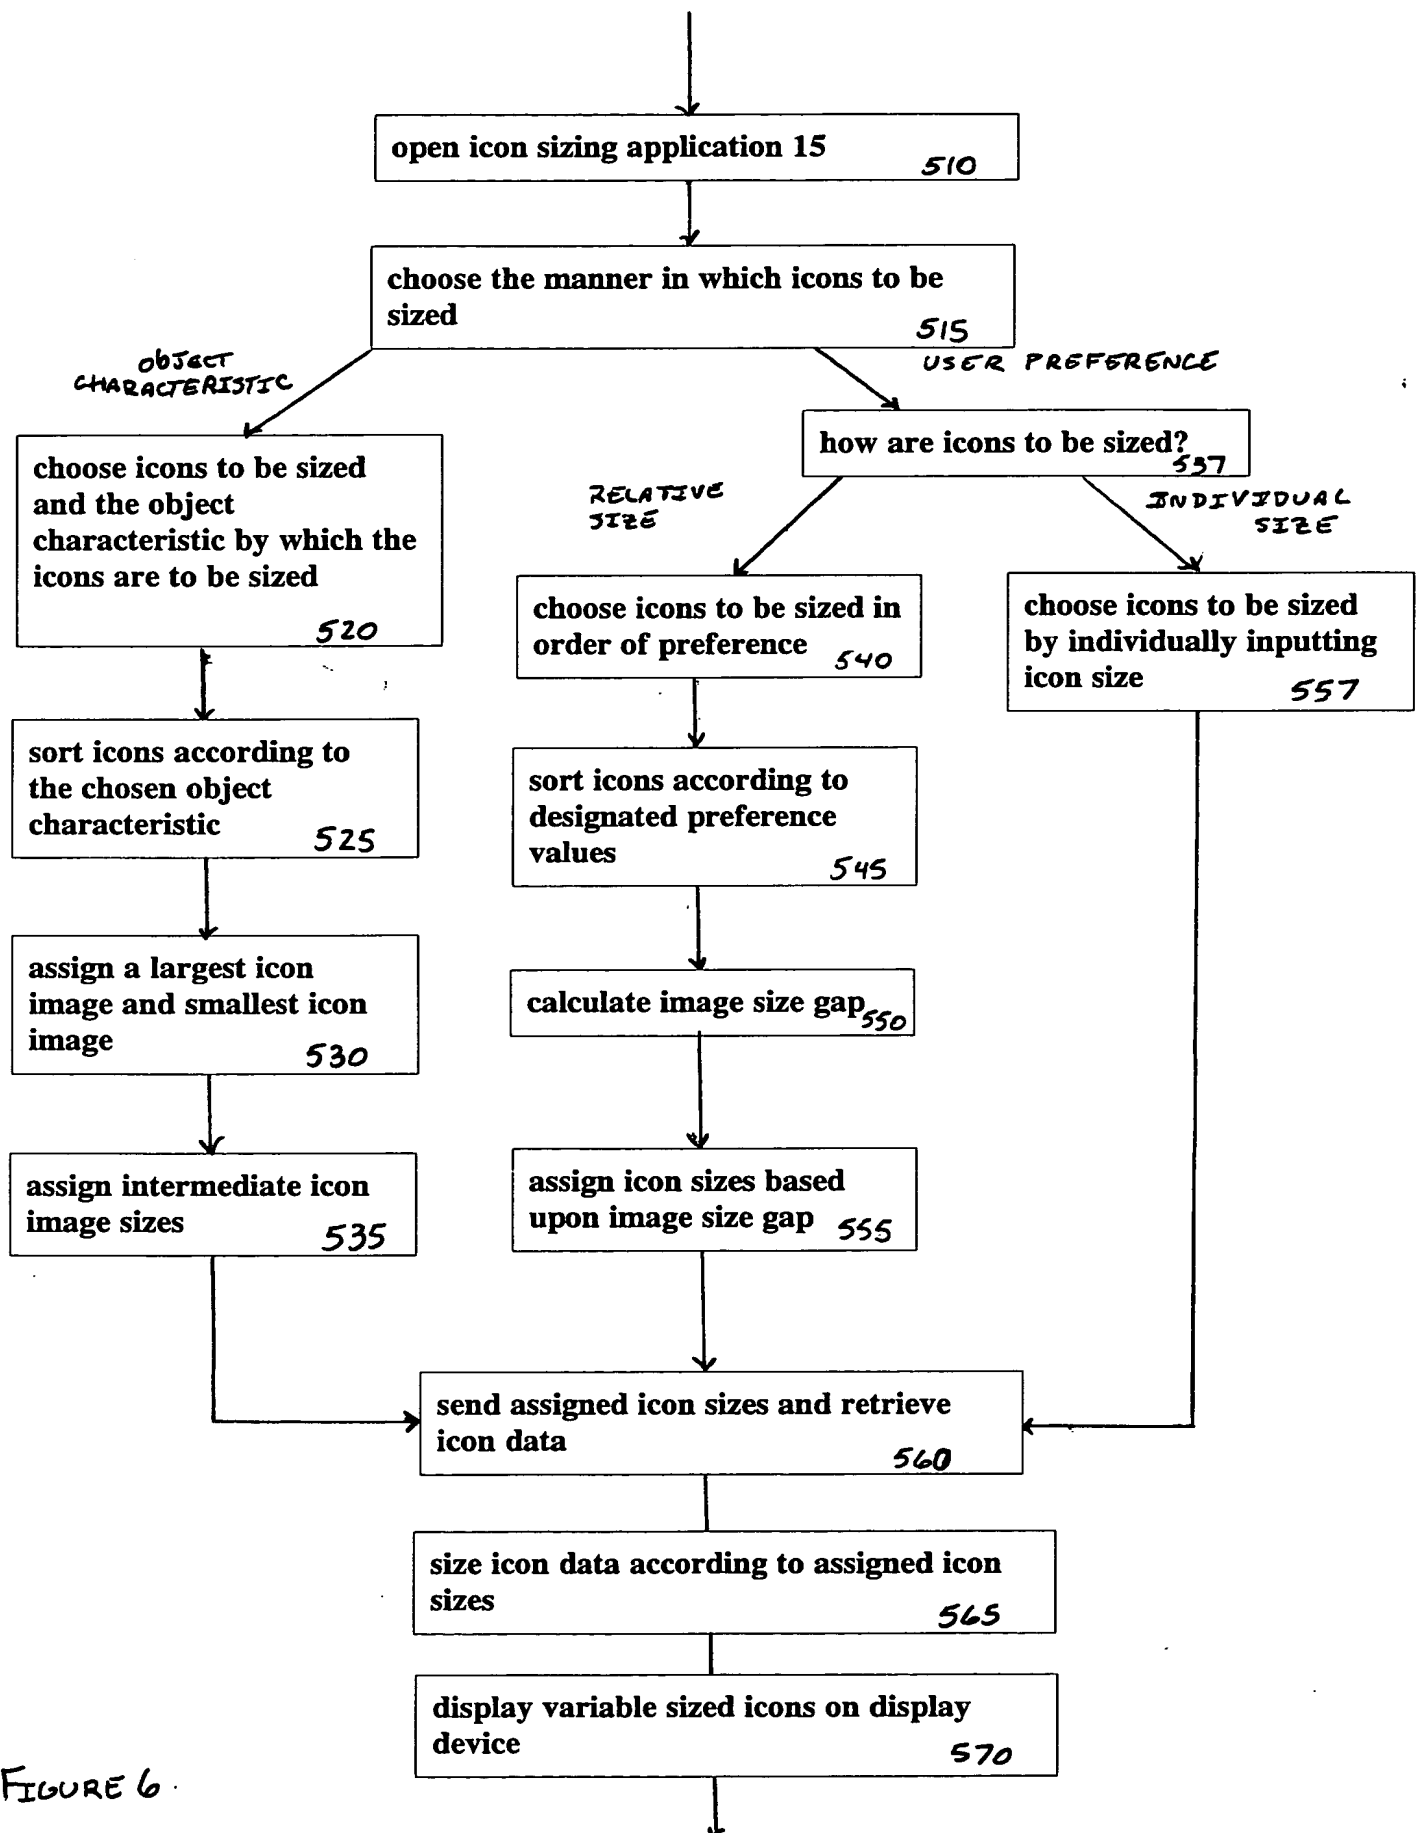 open icon sizing application 15
510
choose the manner in which icons to be
sized
515
OBJECT
CHARACTERISTIC
USER PREFERENCE
how are icons to be sized?
537
choose icons to be sized
and the object
characteristic by which the
icons are to be sized
520
RELATIVE
SIZE
INDIVIDUAL
SIZE
choose icons to be sized in
order of preference
540
choose icons to be sized
by individually inputting
icon size
557
sort icons according to
the chosen object
characteristic
525
sort icons according to
designated preference
values
545
assign a largest icon
image and smallest icon
image
530
calculate image size gap
550
assign intermediate icon
image sizes
535
assign icon sizes based
upon image size gap
555
send assigned icon sizes and retrieve
icon data
560
size icon data according to assigned icon
sizes
565
display variable sized icons on display
device
570
FIGURE 6